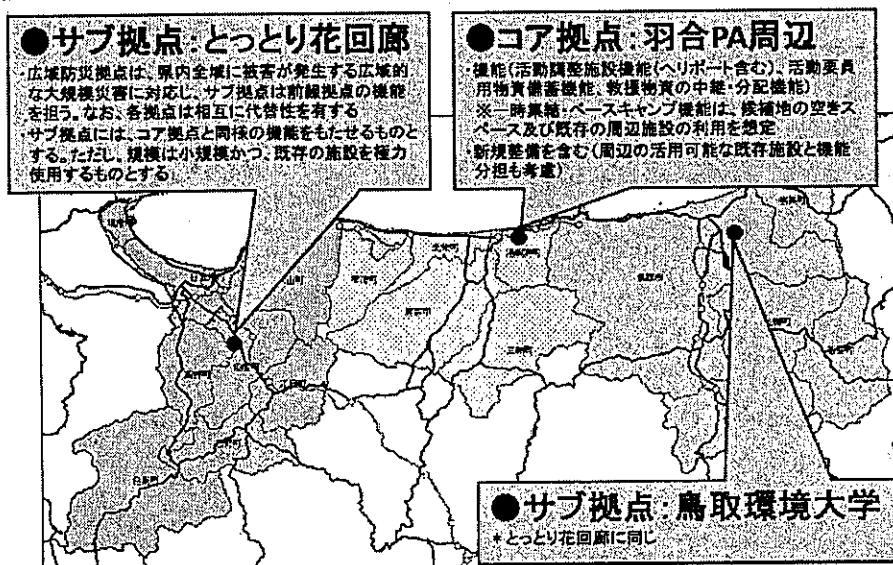 ●サブ拠点:とっとり花回廊
・広域防災拠点は、県内全域に被害が発生する広域的
な大規模災害に対応し、サブ拠点は前線拠点の機能
を担う。なお、各拠点は相互に代替性を有する
・サブ拠点には、コア拠点と同様の機能をもたせるものと
する。ただし、規模は小規模かつ、既存の施設を極力
使用するものとする
●コア拠点:羽合PA周辺
・機能(活動調整施設機能(ヘリポート含む)、活動要員
用物資備蓄機能、救援物資の中継・分配機能)
※一時集結・ベースキャンプ機能は、候補地の空きス
ペース及び既存の周辺施設の利用を想定
・新規整備を含む(周辺の活用可能な既存施設と機能
分担も考慮)
三朝町
日南町
●サブ拠点:鳥取環境大学
* とっとり花回廊に同じ